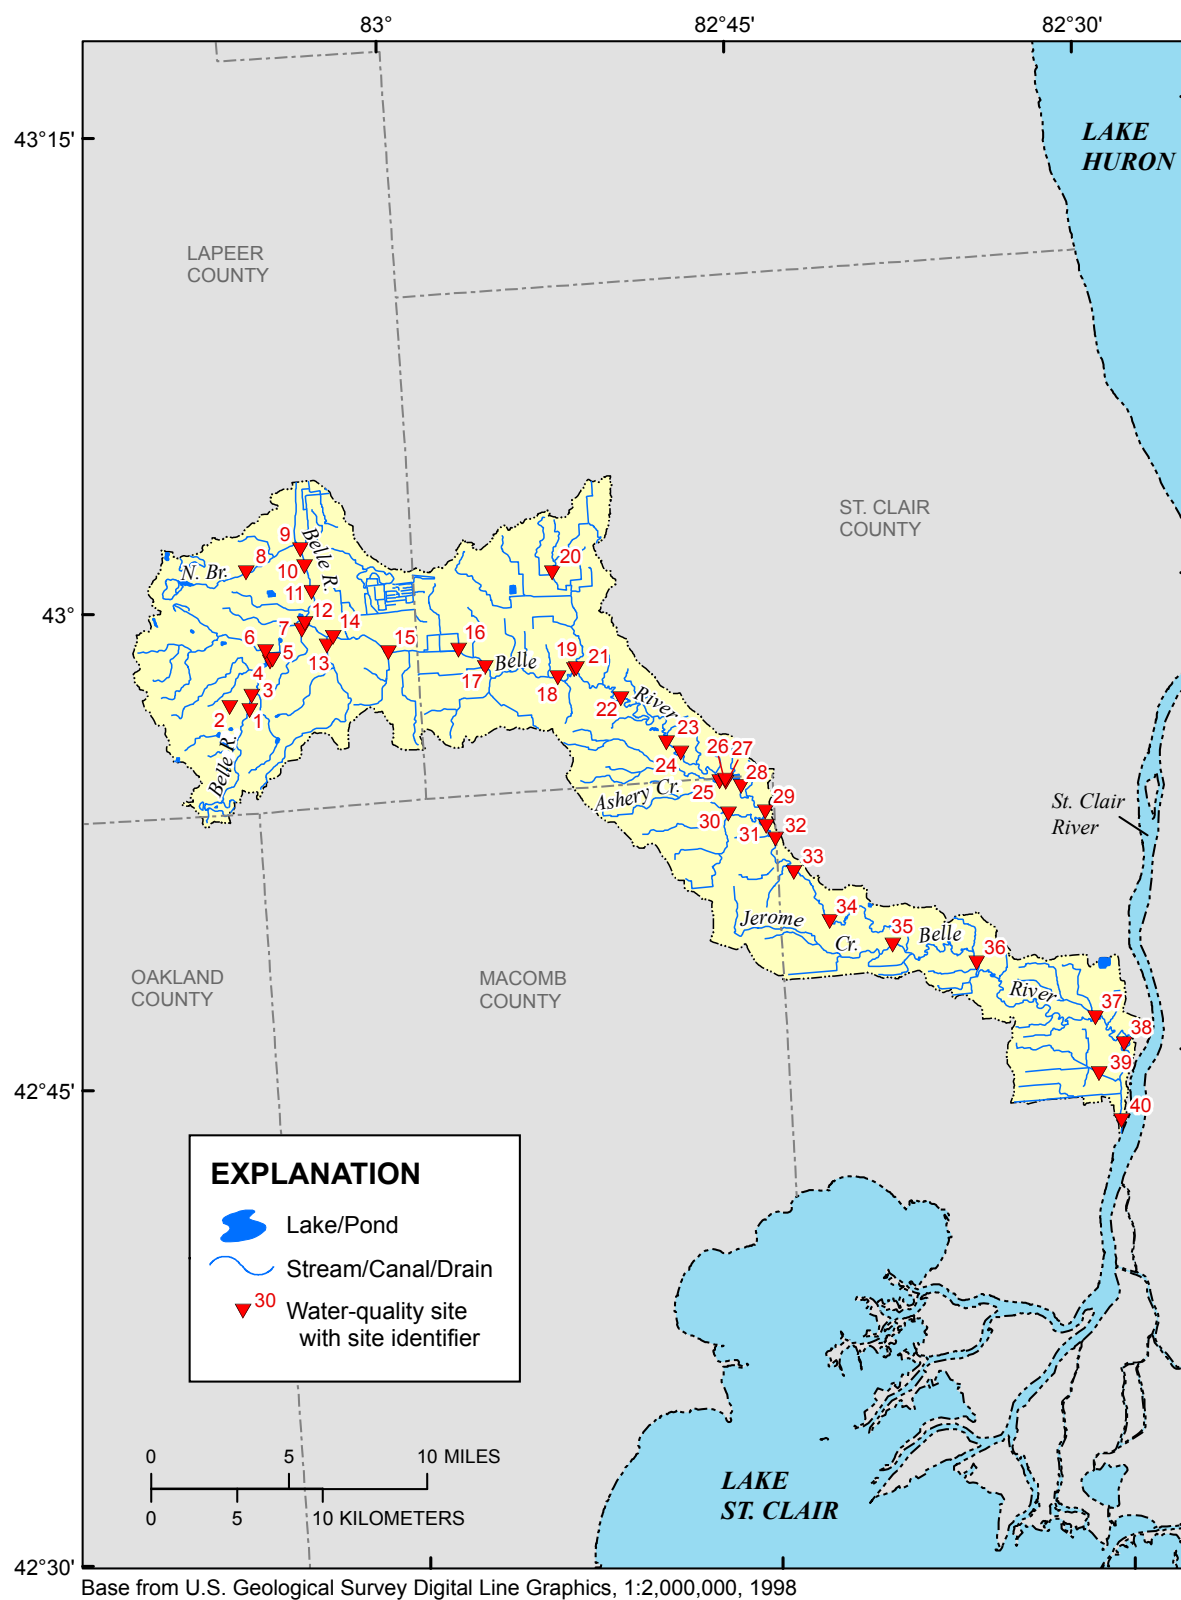 83°
82°45'
82°30'
43°15'
LAKE
HURON
LAPEER
COUNTY
ST. CLAIR
COUNTY
9
Belle R.
8
N. Br.
10
20
11
43°
12
7
14
6
13
15
16
5
4
17
Belle
19
21
18
3
2
1
22
River
Belle R.
23
24
26
27
25
28
Ashery Cr.
29
30
31
32
St. Clair
River
33
Jerome
34
Cr.
35
Belle
36
OAKLAND
COUNTY
MACOMB
COUNTY
River
37
38
39
42°45'
40
EXPLANATION
Lake/Pond
Stream/Canal/Drain
30
Water-quality site
with site identifier
0 5 10 MILES
0 5 10 KILOMETERS
LAKE
ST. CLAIR
42°30'
Base from U.S. Geological Survey Digital Line Graphics, 1:2,000,000, 1998